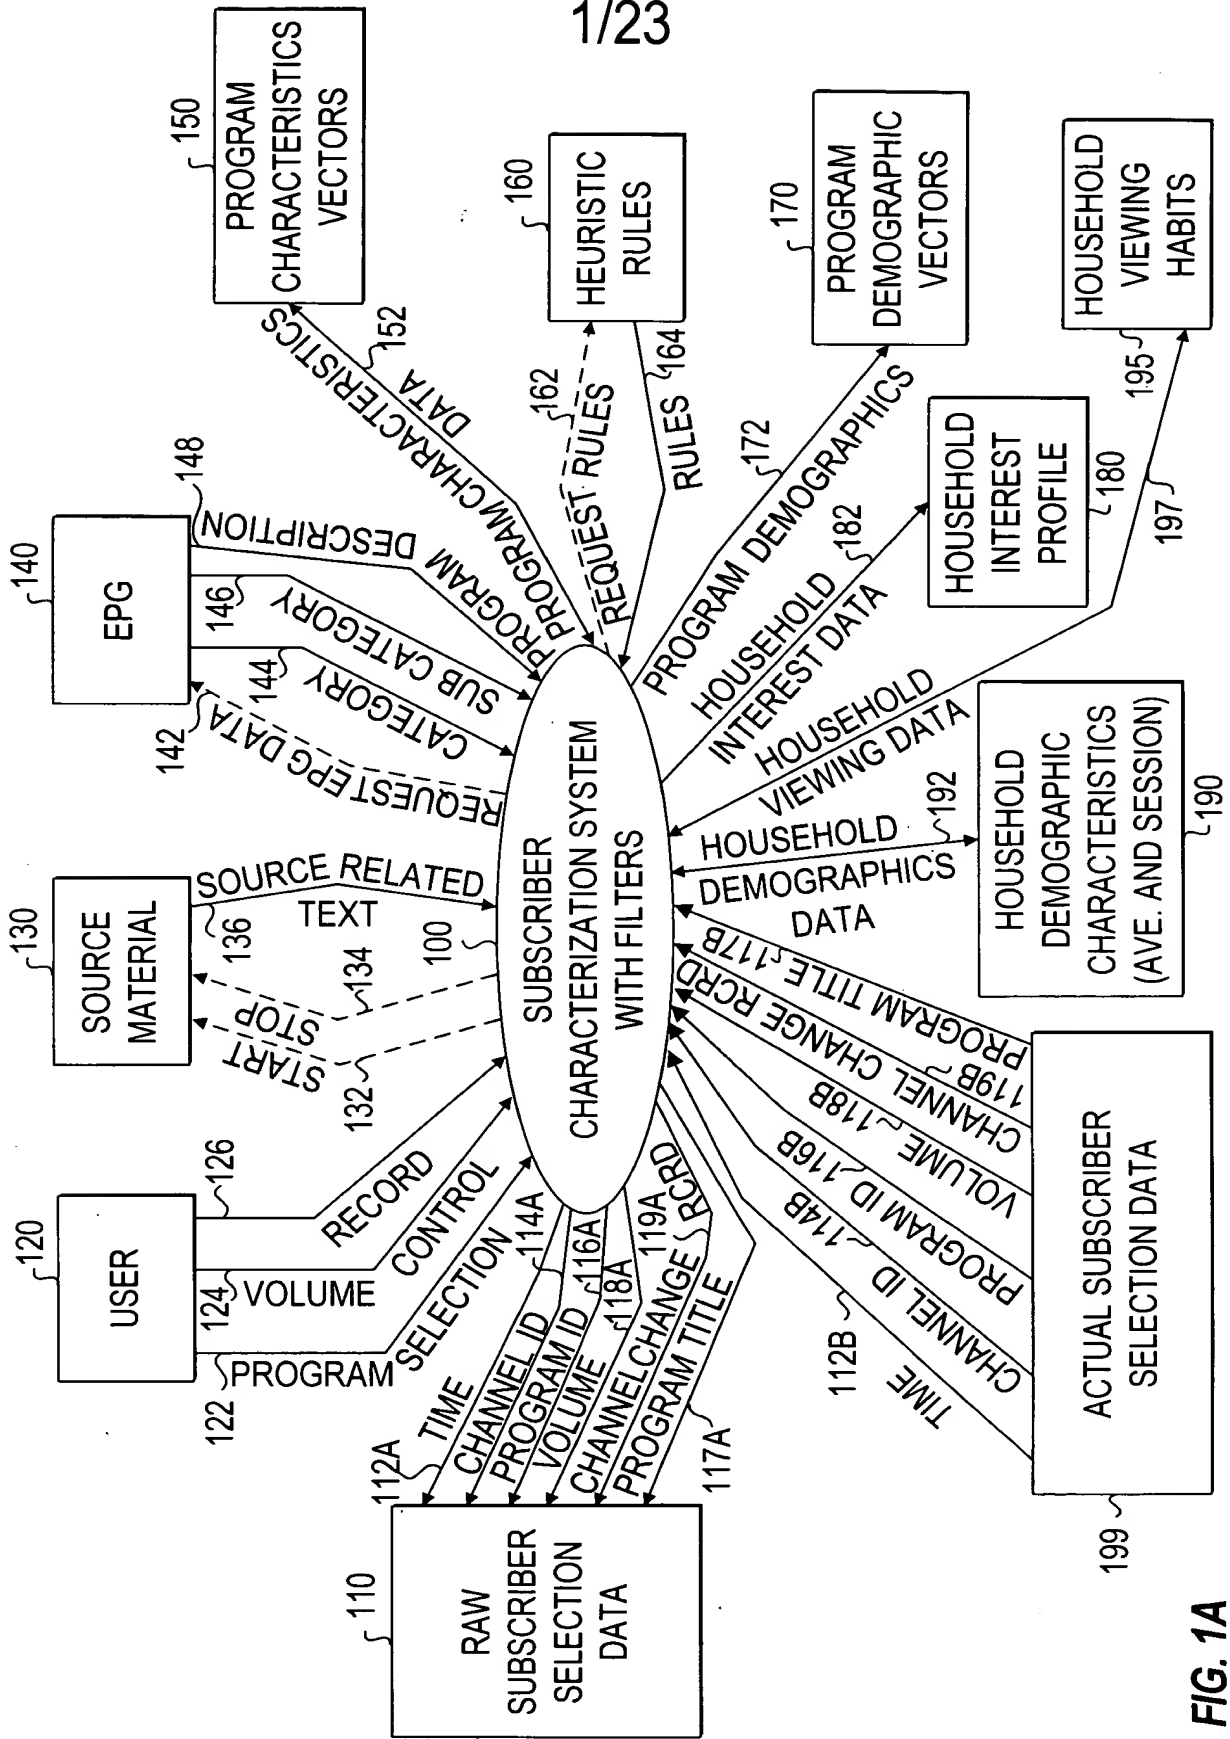 1/23
120
USER
126
RECORD
124
VOLUME
CONTROL
122
PROGRAM
SELECTION
130
SOURCE
MATERIAL
START
132
STOP
134
136
SOURCE RELATED
TEXT
140
EPG
142
REQUEST EPG DATA
144
CATEGORY
146
SUB CATEGORY
148
PROGRAM DESCRIPTION
150
PROGRAM
CHARACTERISTICS
VECTORS
152
PROGRAM CHARACTERISTICS
DATA
160
HEURISTIC
RULES
162
REQUEST RULES
164
RULES
170
PROGRAM
DEMOGRAPHIC
VECTORS
172
PROGRAM DEMOGRAPHICS
180
HOUSEHOLD
INTEREST
PROFILE
182
HOUSEHOLD
INTEREST DATA
195
HOUSEHOLD
VIEWING
HABITS
197
HOUSEHOLD
VIEWING DATA
190
HOUSEHOLD
DEMOGRAPHIC
CHARACTERISTICS
(AVE. AND SESSION)
192
HOUSEHOLD
DEMOGRAPHICS
DATA
100
SUBSCRIBER
CHARACTERIZATION SYSTEM
WITH FILTERS
110
RAW
SUBSCRIBER
SELECTION
DATA
112A
TIME
CHANNEL ID
114A
PROGRAM ID
116A
VOLUME
118A
CHANNEL CHANGE RCRD
119A
PROGRAM TITLE
117A
199
ACTUAL SUBSCRIBER
SELECTION DATA
TIME
112B
CHANNEL ID
114B
PROGRAM ID
116B
VOLUME
118B
CHANNEL CHANGE RCRD
119B
PROGRAM TITLE
117B
FIG. 1A